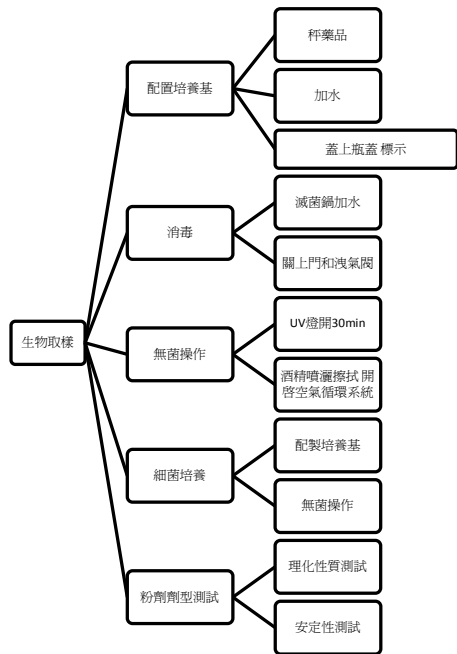 生物取樣
配置培養基
秤藥品
加水
蓋上瓶蓋 標示
消毒
滅菌鍋加水
關上門和洩氣閥
無菌操作
UV燈開30min
酒精噴灑擦拭 開
啓空氣循環系統
細菌培養
配製培養基
無菌操作
粉劑劑型測試
理化性質測試
安定性測試